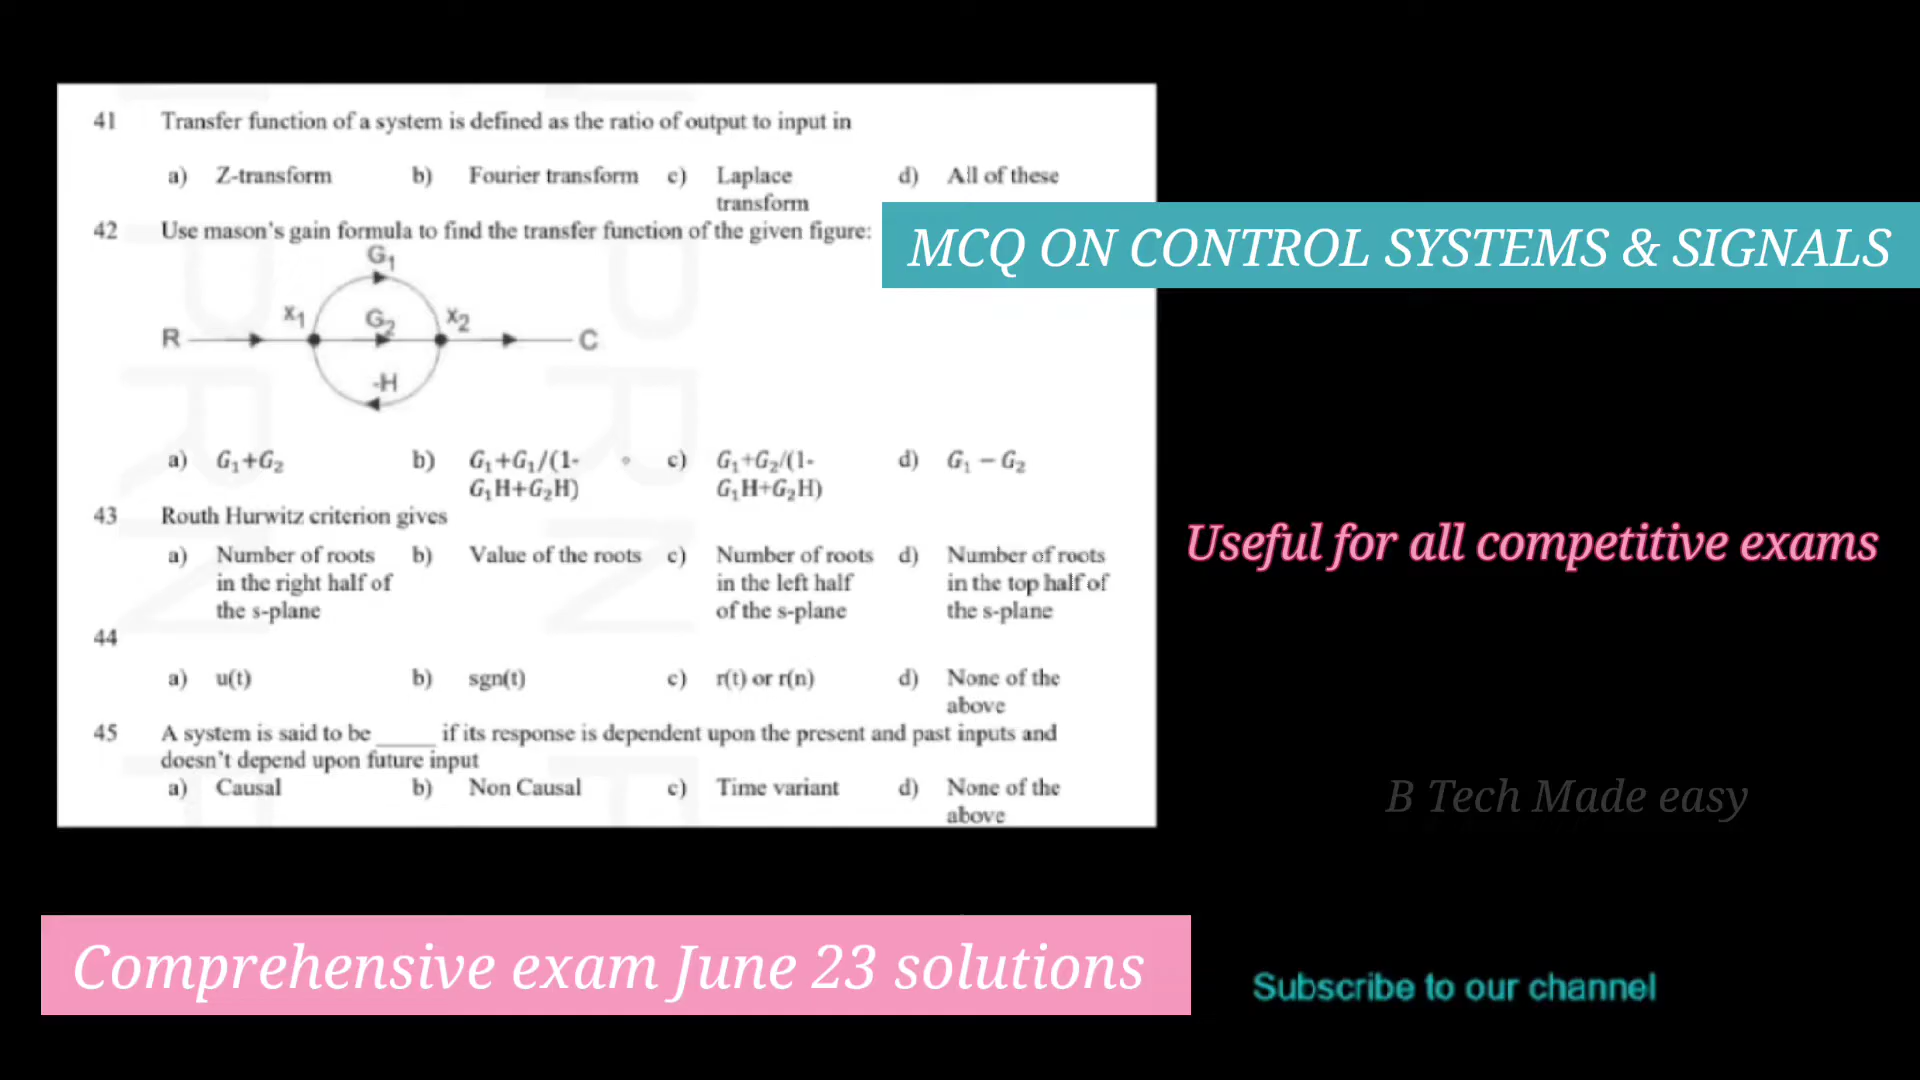 41 Transfer function of a system is defined as the ratio of output to input in
a) Z-transform b) Fourier transform c) Laplace transform d) All of these
42 Use mason's gain formula to find the transfer function of the given figure:
MCQ ON CONTROL SYSTEMS & SIGNALS
G₁
x₁ G₂ x₂
R C
-H
a) G₁+G₂ b) G₁+G₁/(1-G₁H+G₂H) c) G₁+G₂/(1-G₁H+G₂H) d) G₁ – G₂
43 Routh Hurwitz criterion gives
a) Number of roots in the right half of the s-plane b) Value of the roots c) Number of roots in the left half of the s-plane d) Number of roots in the top half of the s-plane
Useful for all competitive exams
44
a) u(t) b) sgn(t) c) r(t) or r(n) d) None of the above
45 A system is said to be _____ if its response is dependent upon the present and past inputs and
doesn't depend upon future input
a) Causal b) Non Causal c) Time variant d) None of the above
B Tech Made easy
Comprehensive exam June 23 solutions
Subscribe to our channel